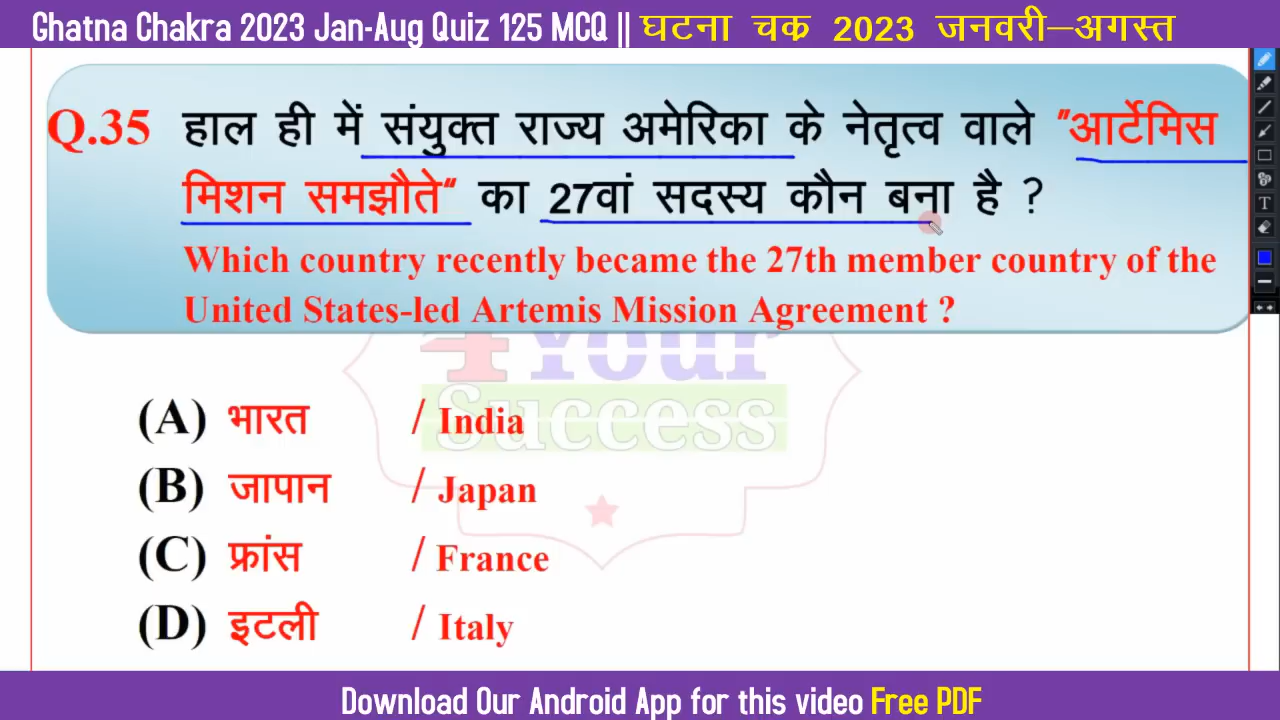 Ghatna Chakra 2023 Jan-Aug Quiz 125 MCQ || घटना चक्र 2023 जनवरी–अगस्त
Q.35 हाल ही में संयुक्त राज्य अमेरिका के नेतृत्व वाले "आर्टेमिस
मिशन समझौते" का 27वां सदस्य कौन बना है ?
Which country recently became the 27th member country of the
United States-led Artemis Mission Agreement ?
4Your
Success
(A) भारत / India
(B) जापान / Japan
(C) फ्रांस / France
(D) इटली / Italy
Download Our Android App for this video Free PDF